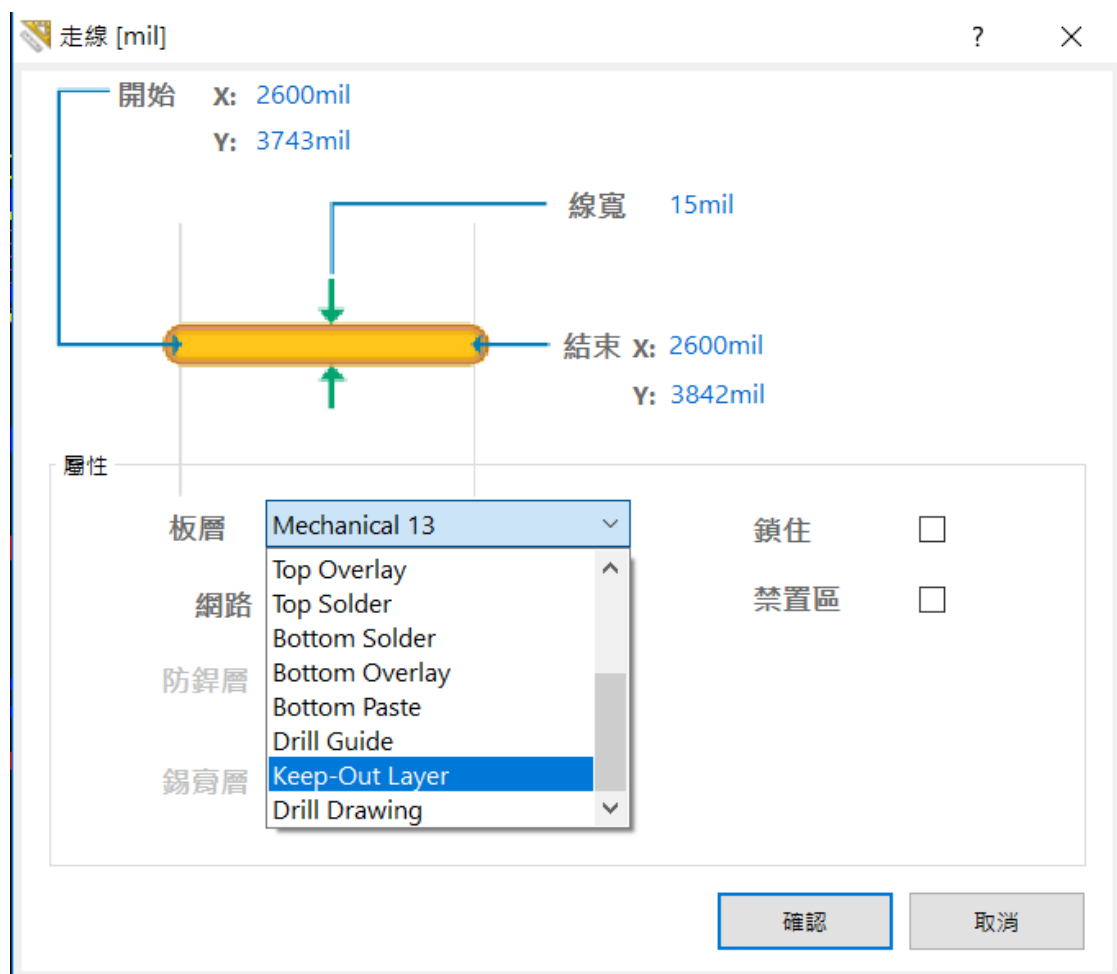 走線 [mil]
?
開始 X: 2600mil
Y: 3743mil
線寬 15mil
結束 X: 2600mil
Y: 3842mil
屬性
板層 Mechanical 13
鎖住
Top Overlay
網路 Top Solder
禁置區
Bottom Solder
防銲層 Bottom Overlay
Bottom Paste
Drill Guide
錫膏層 Keep-Out Layer
Drill Drawing
確認
取消